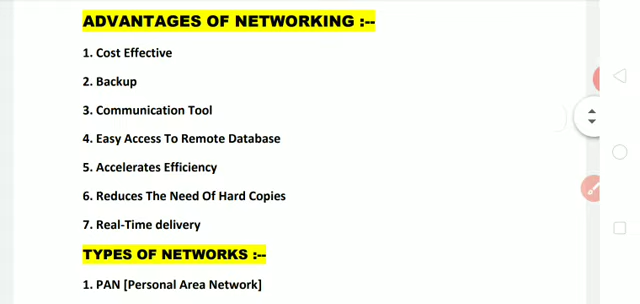 ADVANTAGES OF NETWORKING :--
1. Cost Effective
2. Backup
3. Communication Tool
4. Easy Access To Remote Database
5. Accelerates Efficiency
6. Reduces The Need Of Hard Copies
7. Real-Time delivery
TYPES OF NETWORKS :--
1. PAN [Personal Area Network]